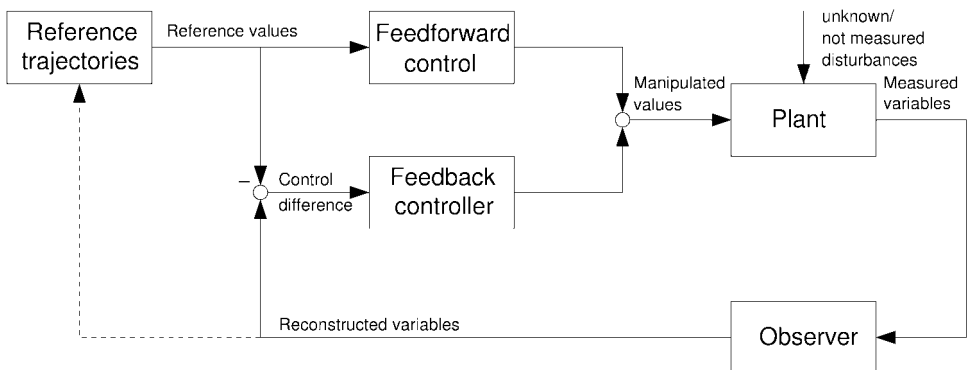 Reference
trajectories
Reference values
Feedforward
control
unknown/
not measured
disturbances
Manipulated
values
Plant
Measured
variables
–
Control
difference
Feedback
controller
Reconstructed variables
Observer